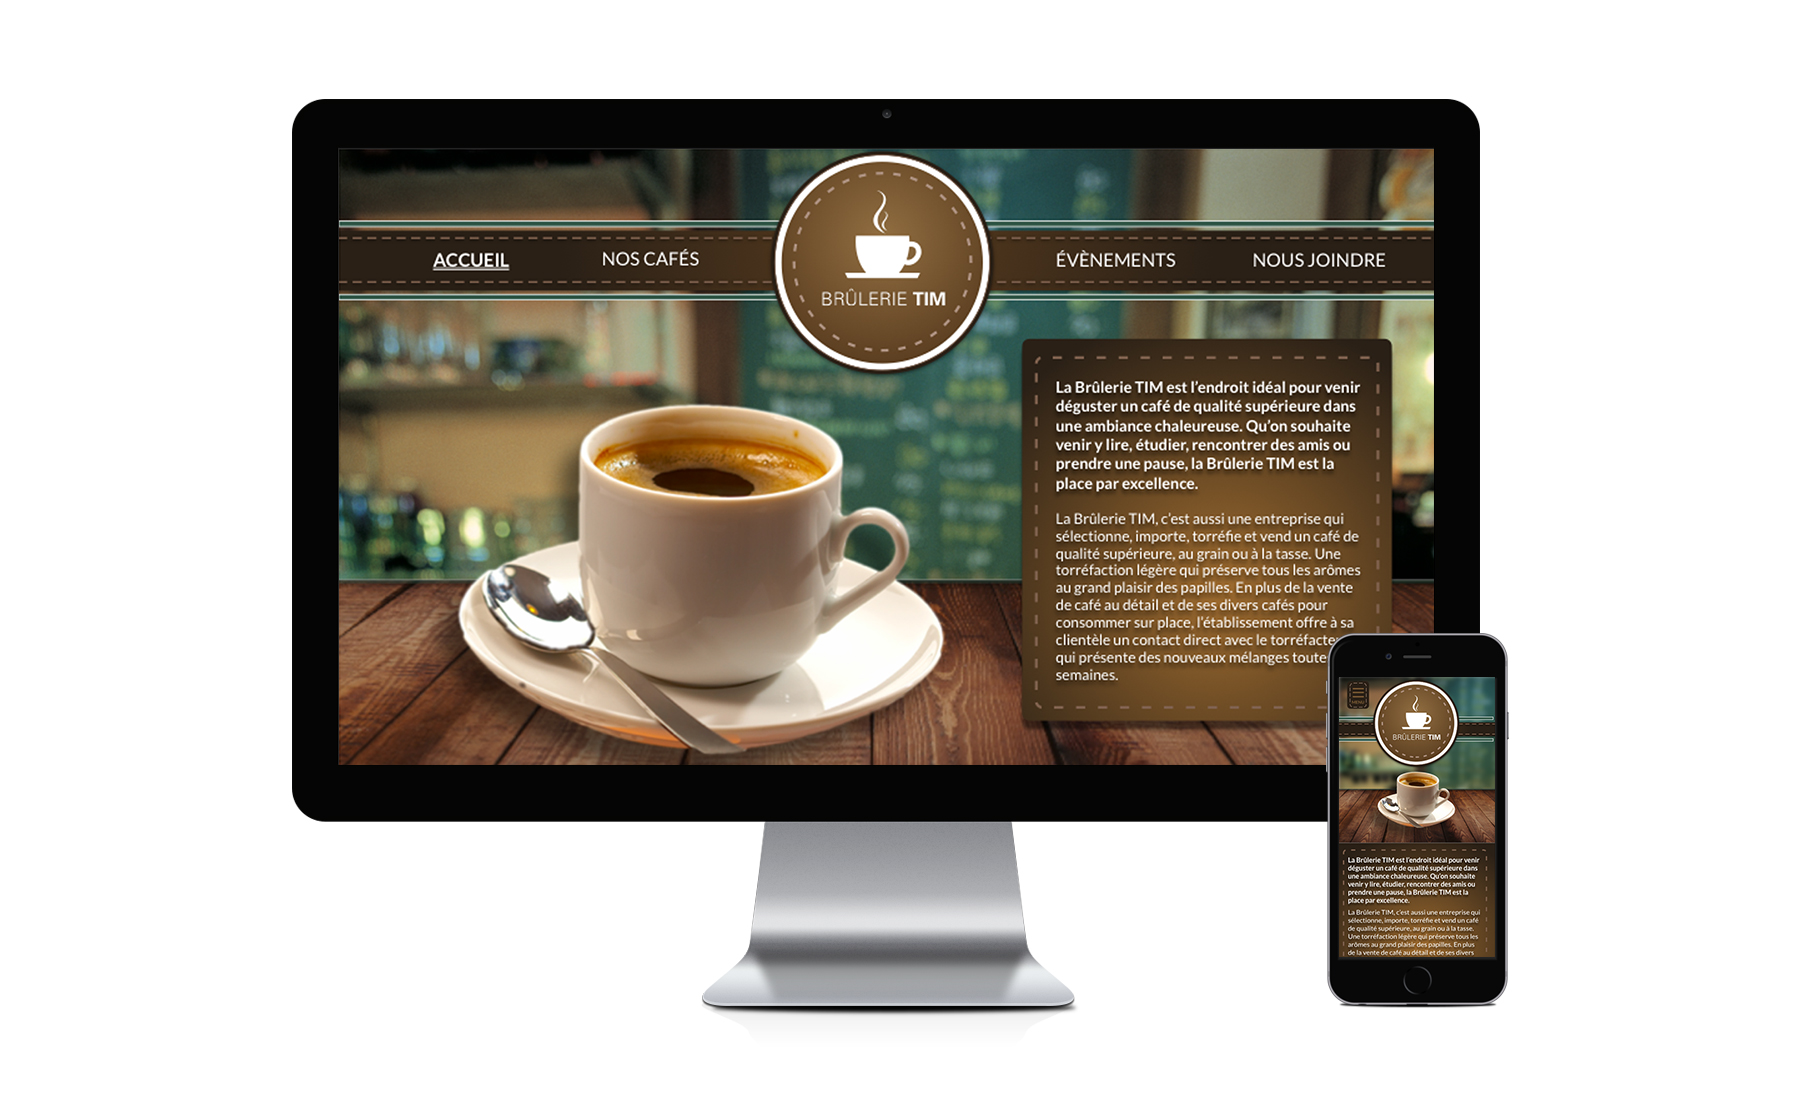 ACCUEIL
NOS CAFÉS
BRÛLERIE TIM
ÉVÈNEMENTS
NOUS JOINDRE
La Brûlerie TIM est l’endroit idéal pour venir
déguster un café de qualité supérieure dans
une ambiance chaleureuse. Qu’on souhaite
venir y lire, étudier, rencontrer des amis ou
prendre une pause, la Brûlerie TIM est la
place par excellence.
La Brûlerie TIM, c’est aussi une entreprise qui
sélectionne, importe, torréfie et vend un café de
qualité supérieure, au grain ou à la tasse. Une
torréfaction légère qui préserve tous les arômes
au grand plaisir des papilles. En plus de la vente
de café au détail et de ses divers cafés pour
consommer sur place, l’établissement offre à sa
clientèle un contact direct avec le torréfacte
qui présente des nouveaux mélanges toute
semaines.
MENU
BRÛLERIE TIM
La Brûlerie TIM est l’endroit idéal pour venir
déguster un café de qualité supérieure dans
une ambiance chaleureuse. Qu’on souhaite
venir y lire, étudier, rencontrer des amis ou
prendre une pause, la Brûlerie TIM est la
place par excellence.
La Brûlerie TIM, c’est aussi une entreprise qui
sélectionne, importe, torréfie et vend un café
de qualité supérieure, au grain ou à la tasse.
Une torréfaction légère qui préserve tous les
arômes au grand plaisir des papilles. En plus
de la vente de café au détail et de ses divers